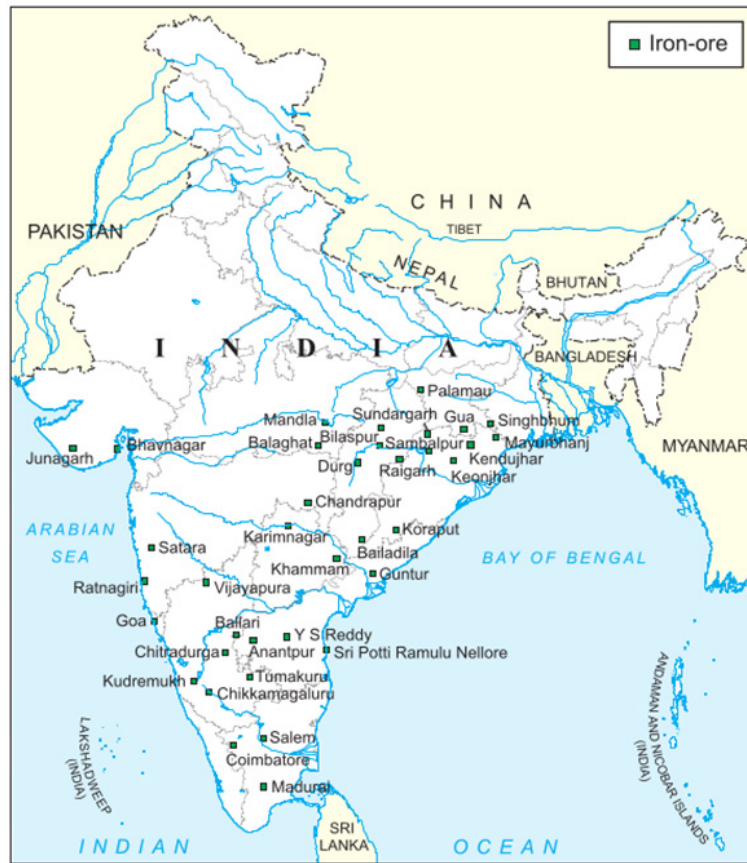 Iron-ore
CHINA
TIBET
PAKISTAN
NEPAL
BHUTAN
INDIA
BANGLADESH
Palamau
Mandla
Sundargarh
Gua
Singhbhum
Bilaspur
Balaghat
Sambalpur
Mayurbhanj
MYANMAR
Junagarh
Bhavnagar
Durg
Raigarh
Kendujhar
Keonjhar
Chandrapur
ARABIAN
SEA
Satara
Karimnagar
Koraput
Bailadila
BAY OF BENGAL
Khammam
Guntur
Ratnagiri
Vijayapura
Goa
Ballari
Y S Reddy
Chitradurga
Anantpur
Sri Potti Ramulu Nellore
Kudremukh
Tumakuru
Chikkamagaluru
LAKSHADWEEP
(INDIA)
ANDAMAN AND NICOBAR ISLANDS
(INDIA)
Salem
Coimbatore
Madurai
SRI
LANKA
INDIAN
OCEAN